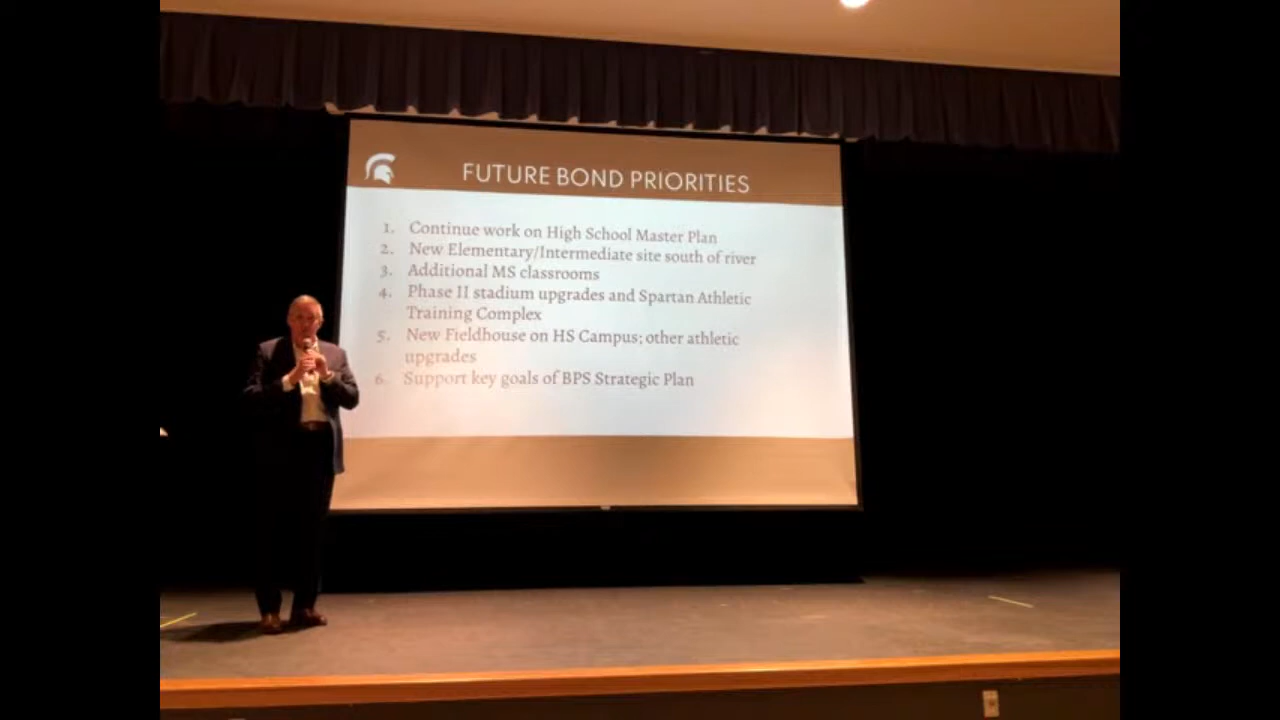 FUTURE BOND PRIORITIES
1. Continue work on High School Master Plan
2. New Elementary/Intermediate site south of river
3. Additional MS classrooms
4. Phase II stadium upgrades and Spartan Athletic
Training Complex
5. New Fieldhouse on HS Campus; other athletic
upgrades
6. Support key goals of BPS Strategic Plan